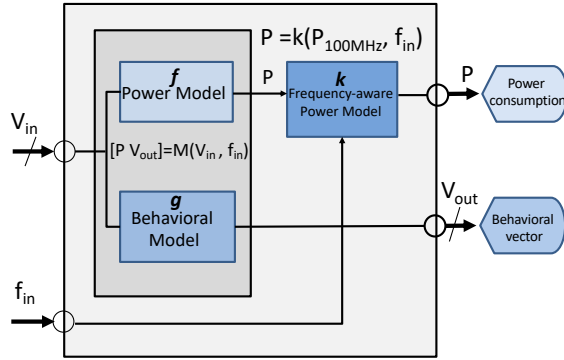 P =k(P100MHz, fin)
f
Power Model
P
k
Frequency-aware
Power Model
P
Power
consumption
Vin
[P Vout]=M(Vin , fin)
g
Behavioral
Model
Vout
Behavioral
vector
fin